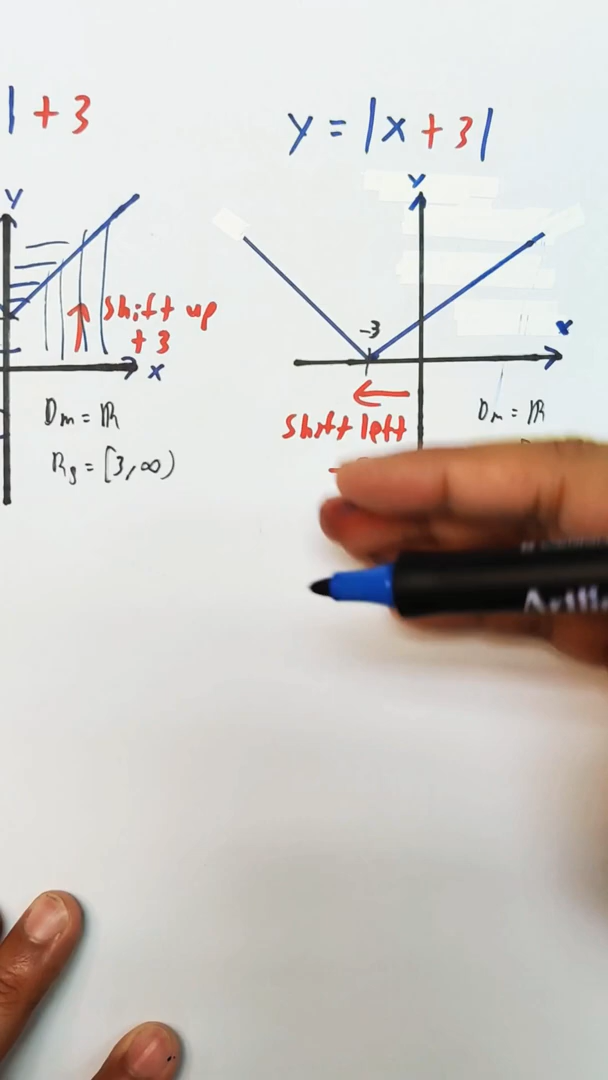 | + 3
y
shift up
+ 3
x
Dm = ℝ
Rg = [3, ∞)
y = |x + 3|
y
x
-3
shift left
Dm = ℝ